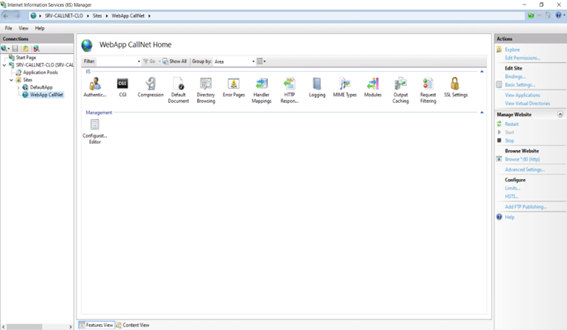 Internet Information Services (IIS) Manager
SRV-CALLNET-CLO ▸ Sites ▸ WebApp CallNet ▸
File View Help
Connections
Start Page
SRV-CALLNET-CLO (SRV-CA
Application Pools
Sites
DefaultApp
WebApp CallNet
WebApp CallNet Home
Filter: Go Show All Group by: Area
IIS
Authentic... CGI Compression Default Document Directory Browsing Error Pages Handler Mappings HTTP Respon... Logging MIME Types Modules Output Caching Request Filtering SSL Settings
Management
Configurat... Editor
Features View Content View
Actions
Explore
Edit Permissions...
Edit Site
Bindings...
Basic Settings...
View Applications
View Virtual Directories
Manage Website
Restart
Start
Stop
Browse Website
Browse *:80 (http)
Advanced Settings...
Configure
Limits...
HSTS...
Add FTP Publishing...
Help